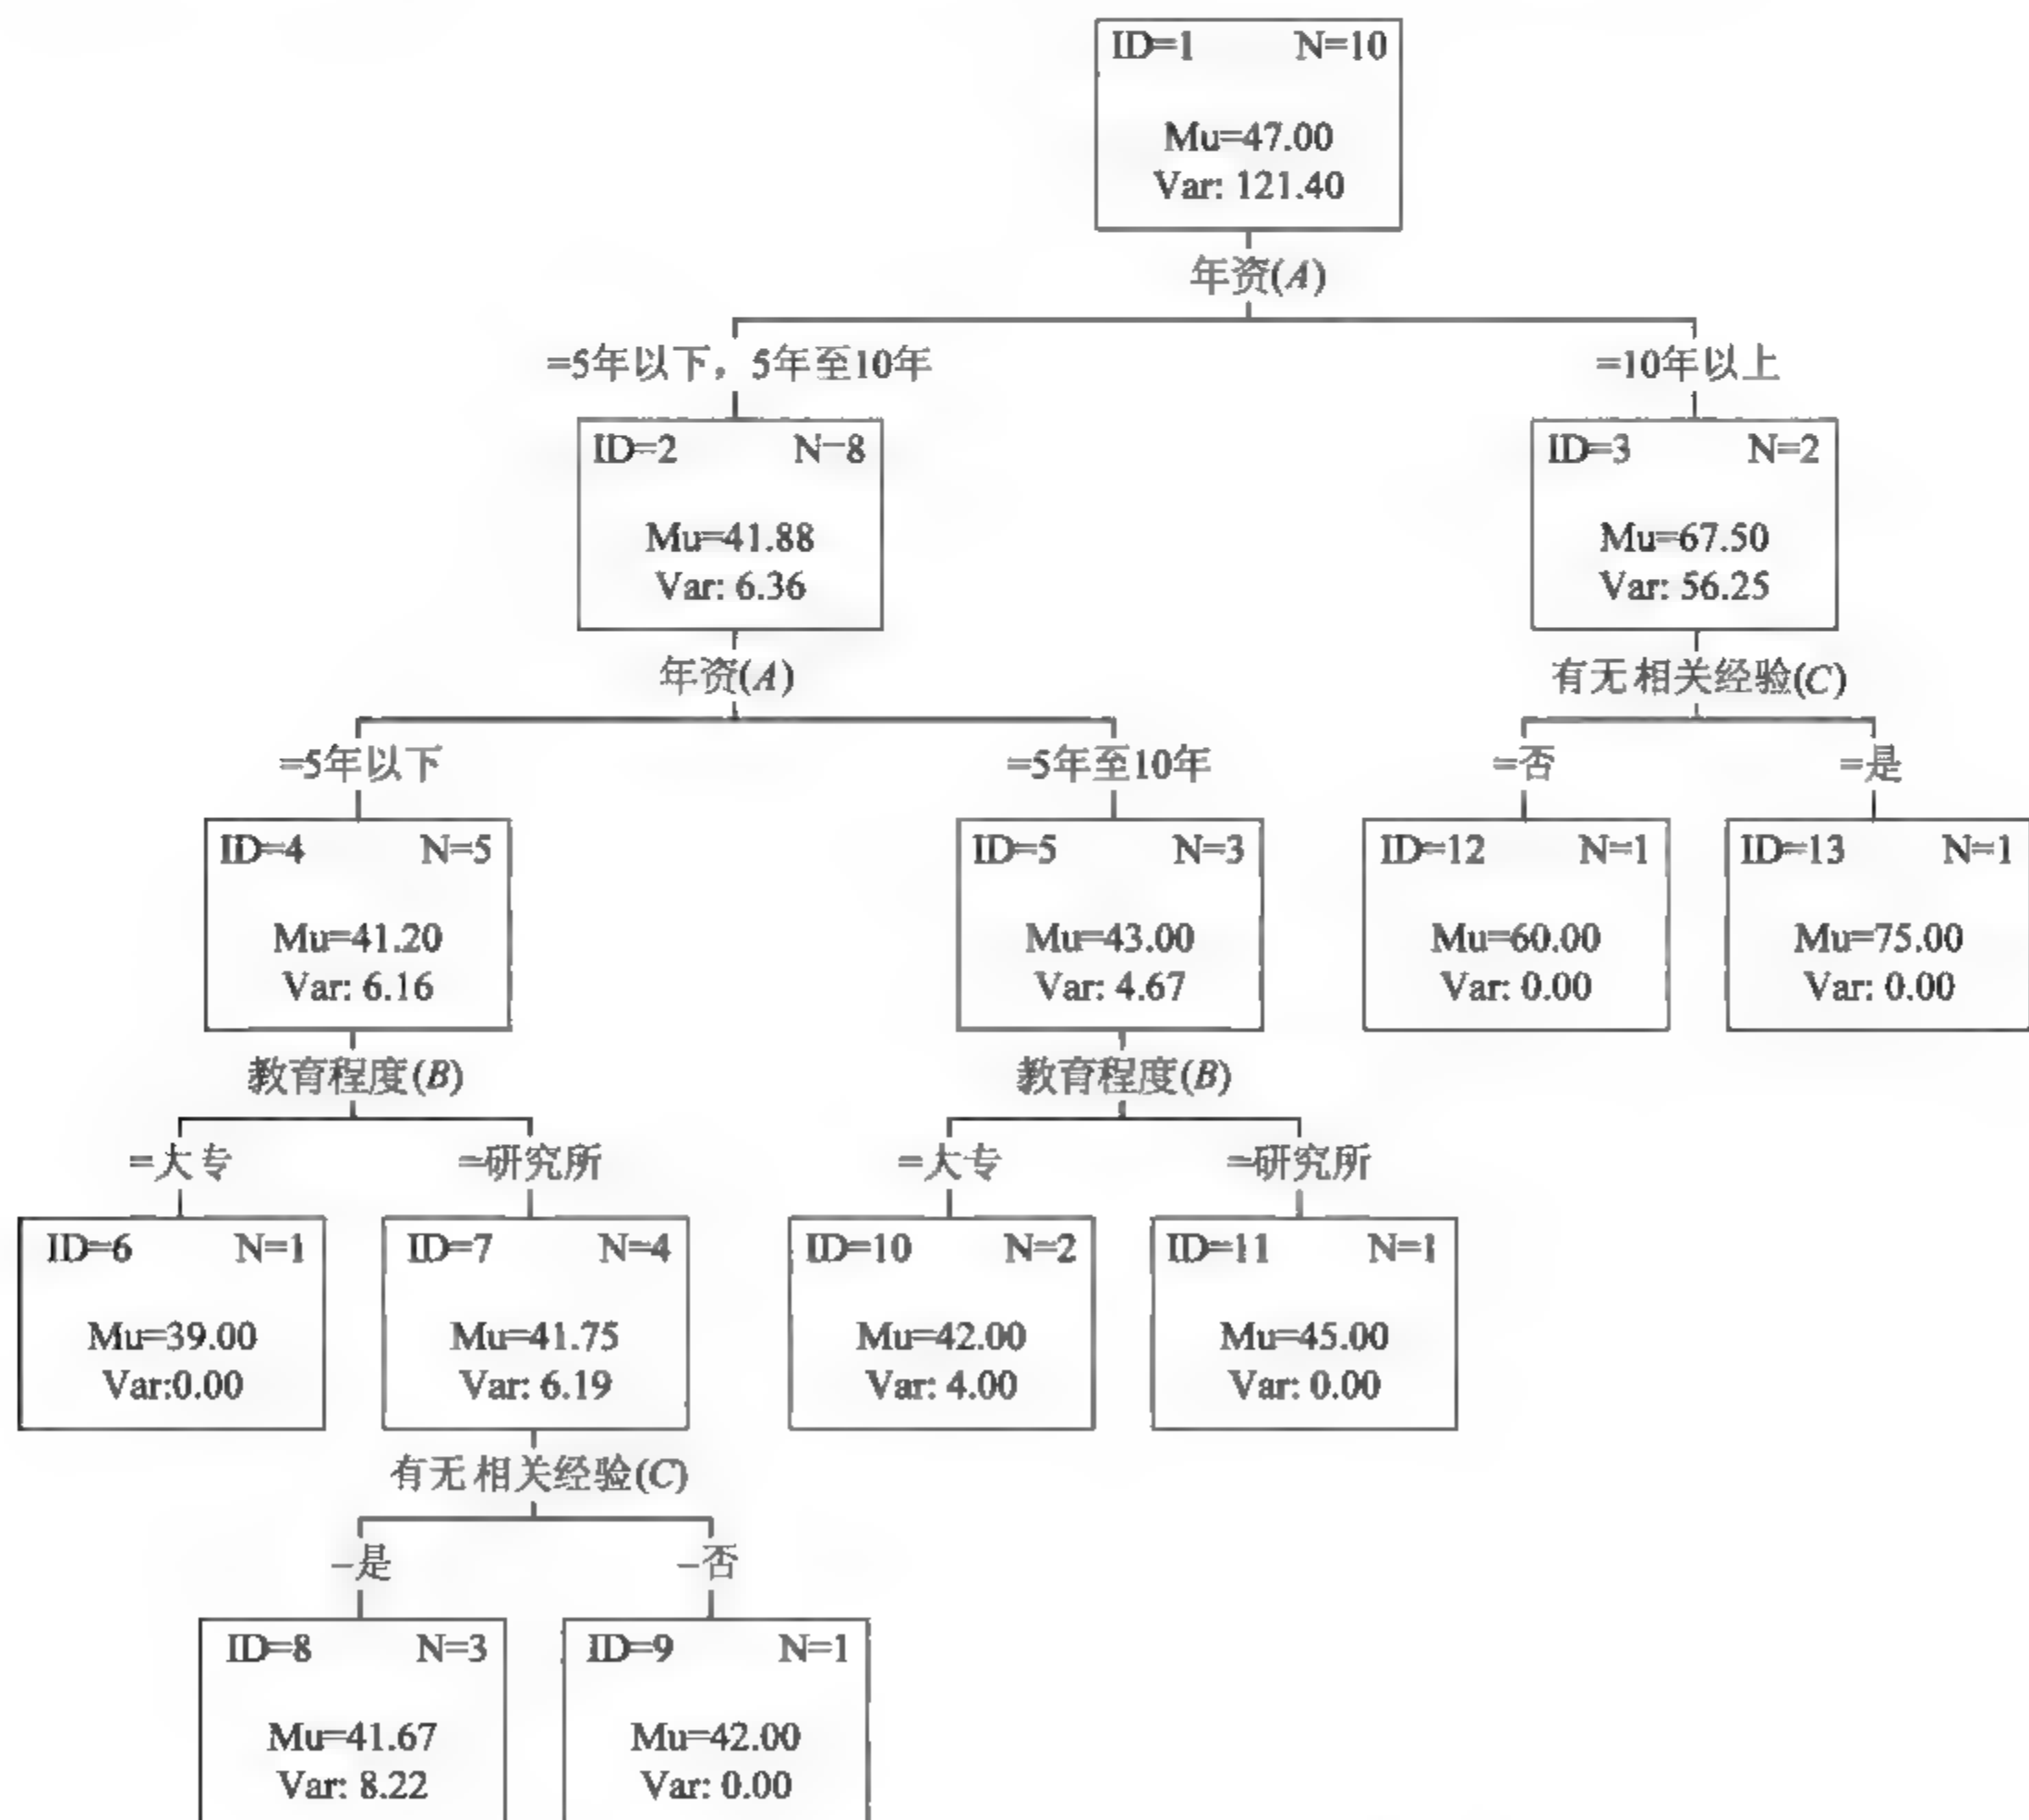 ID=1 N=10
Mu=47.00
Var: 121.40
年资(A)
=5年以下，5年至10年 =10年以上
ID=2 N=8 ID=3 N=2
Mu=41.88 Mu=67.50
Var: 6.36 Var: 56.25
年资(A) 有无相关经验(C)
=5年以下 =5年至10年 =否 =是
ID=4 N=5 ID=5 N=3 ID=12 N=1 ID=13 N=1
Mu=41.20 Mu=43.00 Mu=60.00 Mu=75.00
Var: 6.16 Var: 4.67 Var: 0.00 Var: 0.00
教育程度(B) 教育程度(B)
=大专 =研究所 =大专 =研究所
ID=6 N=1 ID=7 N=4 ID=10 N=2 ID=11 N=1
Mu=39.00 Mu=41.75 Mu=42.00 Mu=45.00
Var:0.00 Var: 6.19 Var: 4.00 Var: 0.00
有无相关经验(C)
=是 =否
ID=8 N=3 ID=9 N=1
Mu=41.67 Mu=42.00
Var: 8.22 Var: 0.00